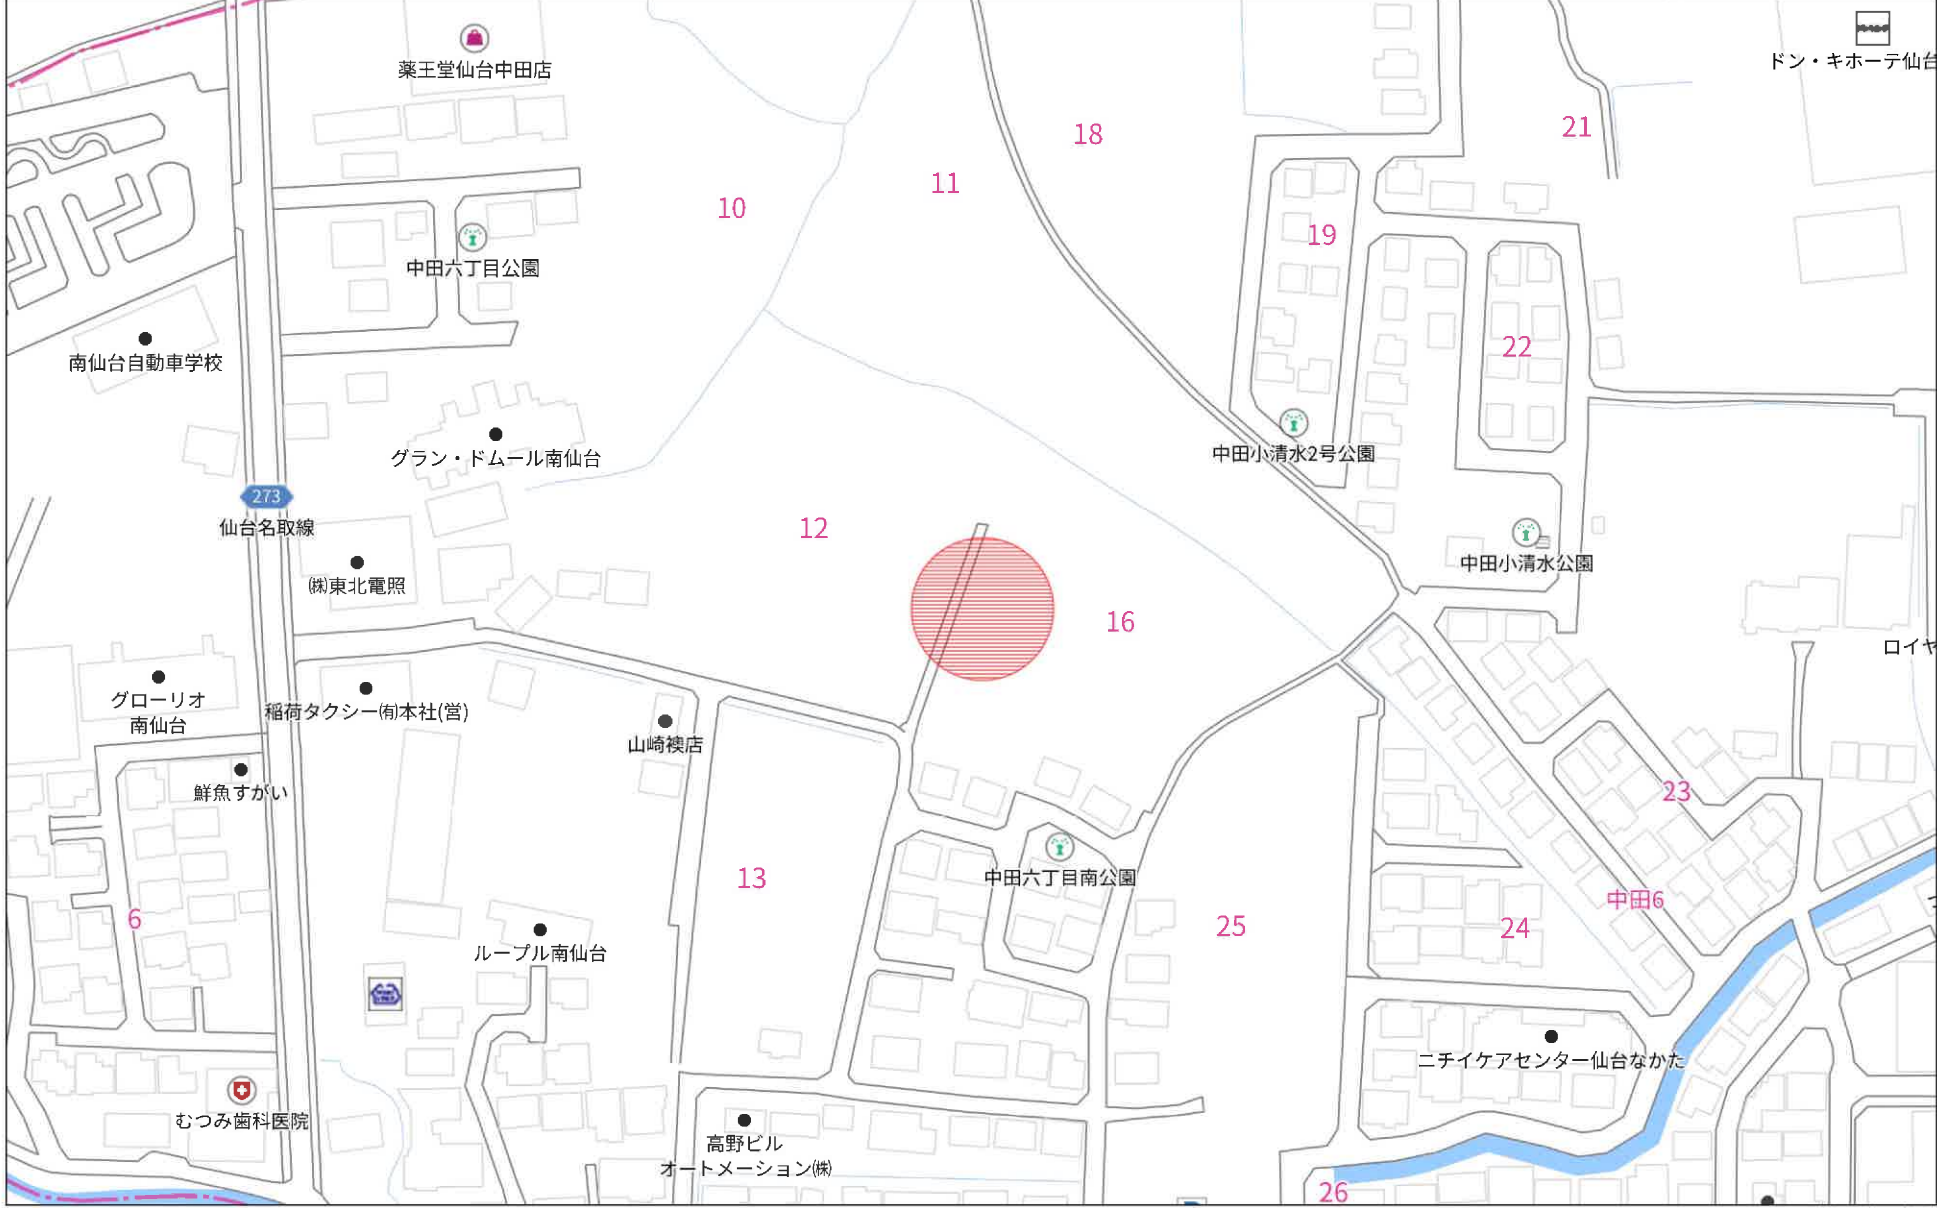 薬王堂仙台中田店
ドン・キホーテ仙台
18
21
11
10
19
中田六丁目公園
南仙台自動車学校
22
グラン・ドムール南仙台
中田小清水2号公園
273
仙台名取線
12
㈱東北電照
中田小清水公園
16
ロイヤ
グローリオ
南仙台
稲荷タクシー㈲本社(営)
山崎襖店
鮮魚すがい
23
13
中田六丁目南公園
中田6
6
25
24
ループル南仙台
ニチイケアセンター仙台なかた
むつみ歯科医院
高野ビル
オートメーション㈱
26